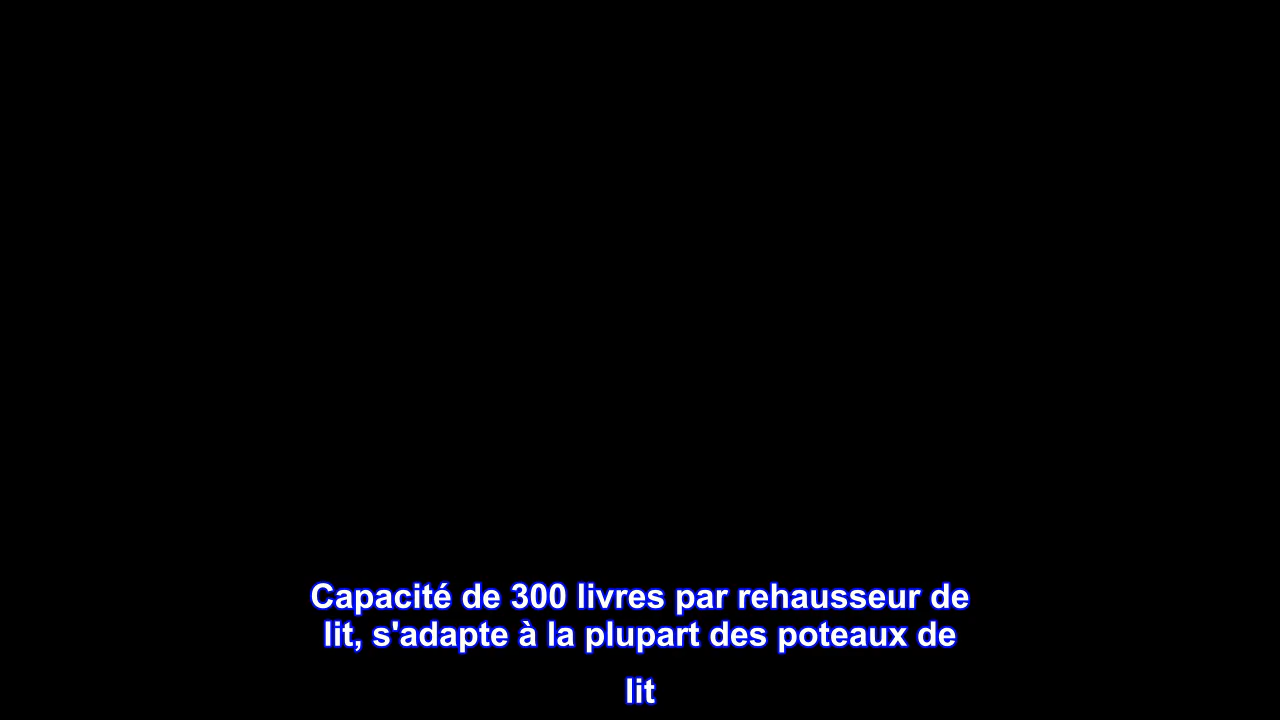 Capacité de 300 livres par rehausseur de
lit, s'adapte à la plupart des poteaux de
lit